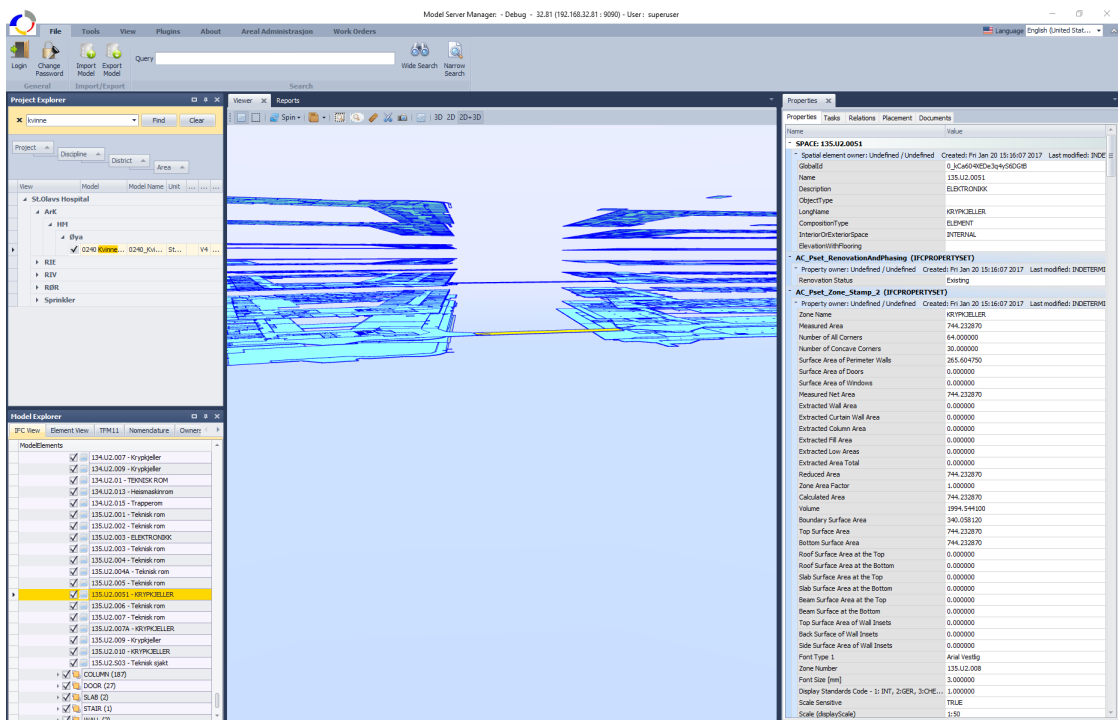 Model Server Manager: - Debug - 32.81 (192.168.32.81 : 9090) - User : superuser
File Tools View Plugins About Areal Administrasjon Work Orders
Language English (United Stat...
Login Change Password Import Model Export Model Query Wide Search Narrow Search
General Import/Export Search
Project Explorer
kvinne Find Clear
Project Discipline District Area
View Model Model Name Unit ... ... ...
St.Olavs Hospital
ArK
HM
Øya
0240 Kvinne... 0240_Kvi... St... V4 ...
RIE
RIV
RØR
Sprinkler
Model Explorer
IFC View Element View TFM11 Nomenclature Owners
ModelElements
134.U2.007 - Krypkjeller
134.U2.009 - Krypkjeller
134.U2.01 - TEKNISK ROM
134.U2.013 - Heismaskinrom
134.U2.015 - Trapperom
135.U2.001 - Teknisk rom
135.U2.002 - Teknisk rom
135.U2.003 - ELEKTRONIKK
135.U2.003 - Teknisk rom
135.U2.004 - Teknisk rom
135.U2.004A - Teknisk rom
135.U2.005 - Teknisk rom
135.U2.0051 - KRYPKJELLER
135.U2.006 - Teknisk rom
135.U2.007 - Teknisk rom
135.U2.007A - KRYPKJELLER
135.U2.009 - Krypkjeller
135.U2.010 - KRYPKJELLER
135.U2.S03 - Teknisk sjakt
COLUMN (187)
DOOR (27)
SLAB (2)
STAIR (1)
WALL (2)
Viewer Reports
Spin 3D 2D 2D+3D
Properties
Properties Tasks Relations Placement Documents
Name Value
SPACE: 135.U2.0051
Spatial element owner: Undefined / Undefined Created: Fri Jan 20 15:16:07 2017 Last modified: INDE
GlobalId 0_kCa604XEDe3q4yS6DGtB
Name 135.U2.0051
Description ELEKTRONIKK
ObjectType
LongName KRYPKJELLER
CompositionType ELEMENT
InteriorOrExteriorSpace INTERNAL
ElevationWithFlooring
AC_Pset_RenovationAndPhasing (IFCPROPERTYSET)
Property owner: Undefined / Undefined Created: Fri Jan 20 15:16:07 2017 Last modified: INDETERMI
Renovation Status Existing
AC_Pset_Zone_Stamp_2 (IFCPROPERTYSET)
Property owner: Undefined / Undefined Created: Fri Jan 20 15:16:07 2017 Last modified: INDETERMI
Zone Name KRYPKJELLER
Measured Area 744.232870
Number of All Corners 64.000000
Number of Concave Corners 30.000000
Surface Area of Perimeter Walls 265.604750
Surface Area of Doors 0.000000
Surface Area of Windows 0.000000
Measured Net Area 744.232870
Extracted Wall Area 0.000000
Extracted Curtain Wall Area 0.000000
Extracted Column Area 0.000000
Extracted Fill Area 0.000000
Extracted Low Areas 0.000000
Extracted Area Total 0.000000
Reduced Area 744.232870
Zone Area Factor 1.000000
Calculated Area 744.232870
Volume 1994.544100
Boundary Surface Area 340.058120
Top Surface Area 744.232870
Bottom Surface Area 744.232870
Roof Surface Area at the Top 0.000000
Roof Surface Area at the Bottom 0.000000
Slab Surface Area at the Top 0.000000
Slab Surface Area at the Bottom 0.000000
Beam Surface Area at the Top 0.000000
Beam Surface at the Bottom 0.000000
Top Surface Area of Wall Insets 0.000000
Back Surface of Wall Insets 0.000000
Side Surface Area of Wall Insets 0.000000
Font Type 1 Arial Vestlig
Zone Number 135.U2.008
Font Size [mm] 3.000000
Display Standards Code - 1: INT, 2:GER, 3:CHE... 1.000000
Scale Sensitive TRUE
Scale (displayScale) 1:50